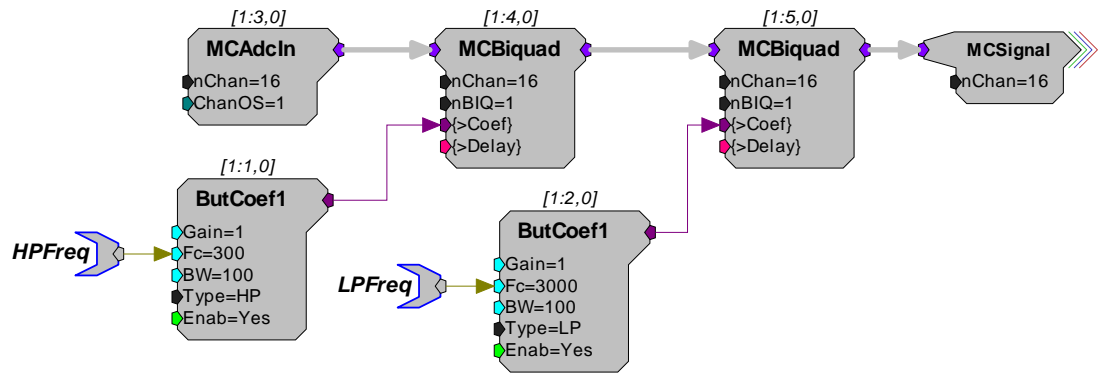 [1:3,0]
MCAdcIn
nChan=16
ChanOS=1
[1:4,0]
MCBiquad
nChan=16
nBIQ=1
{>Coef}
{>Delay}
[1:5,0]
MCBiquad
nChan=16
nBIQ=1
{>Coef}
{>Delay}
MCSignal
nChan=16
[1:1,0]
ButCoef1
Gain=1
Fc=300
BW=100
Type=HP
Enab=Yes
HPFreq
[1:2,0]
ButCoef1
Gain=1
Fc=3000
BW=100
Type=LP
Enab=Yes
LPFreq